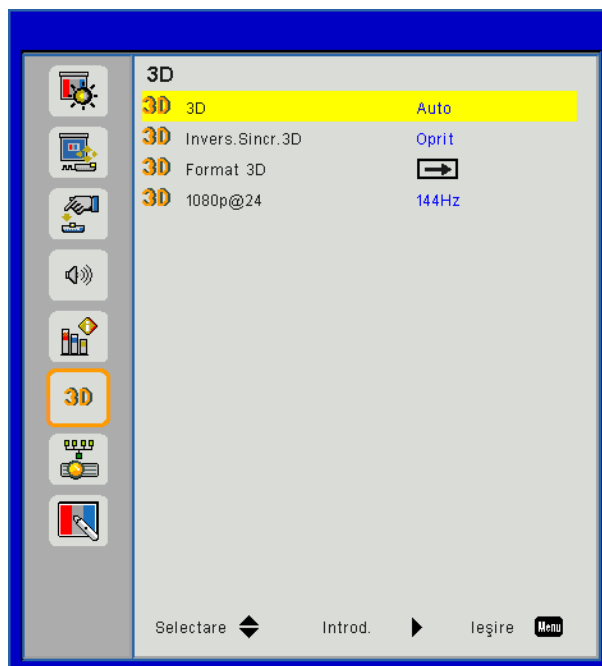 3D
3D 3D Auto
3D Invers.Sincr.3D Oprit
3D Format 3D
3D 1080p@24 144Hz
3D
Selectare Introd. Ieşire Menu